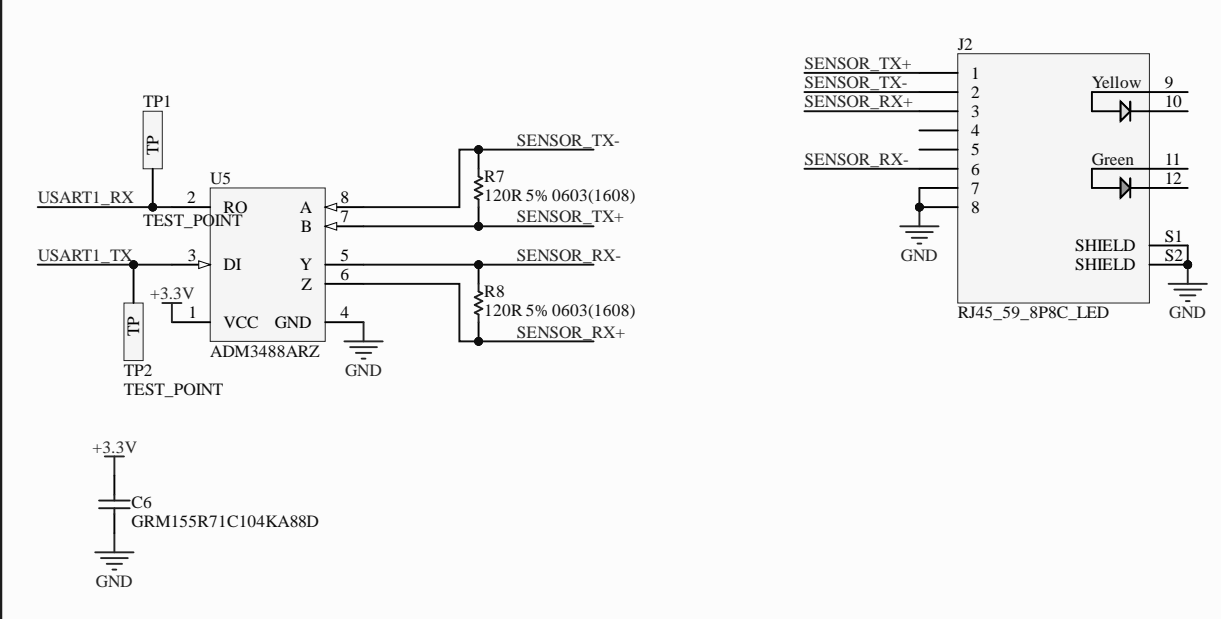 TP1
TP
USART1_RX
2
TEST_POINT
USART1_TX
3
+3.3V
1
TP
TP2
TEST_POINT
U5
RO
A
B
DI
Y
Z
VCC
GND
ADM3488ARZ
8
7
5
6
4
GND
SENSOR_TX-
R7
120R 5% 0603(1608)
SENSOR_TX+
SENSOR_RX-
R8
120R 5% 0603(1608)
SENSOR_RX+
+3.3V
C6
GRM155R71C104KA88D
GND
J2
SENSOR_TX+
SENSOR_TX-
SENSOR_RX+
SENSOR_RX-
GND
1
2
3
4
5
6
7
8
Yellow
9
10
Green
11
12
SHIELD
S1
SHIELD
S2
GND
RJ45_59_8P8C_LED